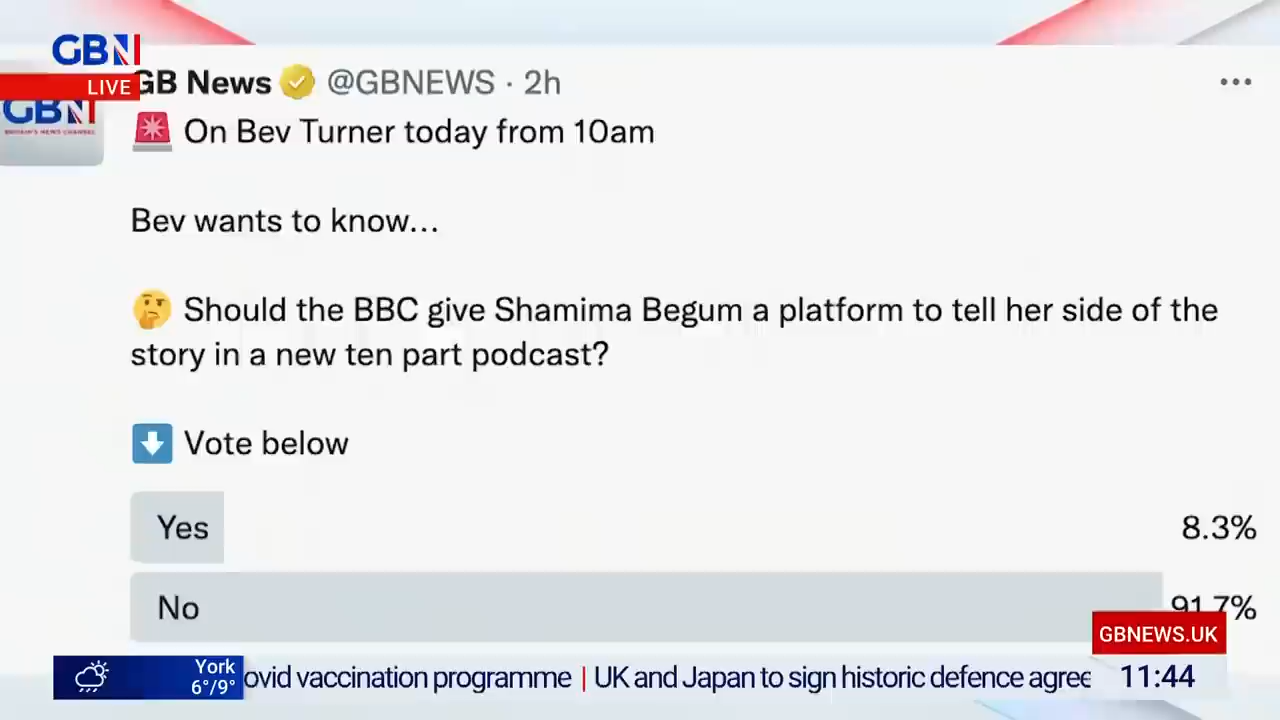 GBN
LIVE
GB News @GBNEWS · 2h
GBN
On Bev Turner today from 10am
Bev wants to know…
Should the BBC give Shamima Begum a platform to tell her side of the
story in a new ten part podcast?
Vote below
Yes 8.3%
No 91.7%
GBNEWS.UK
York
6°/9°
ovid vaccination programme | UK and Japan to sign historic defence agree
11:44